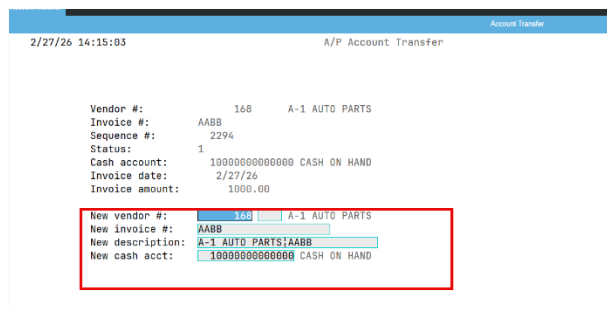 Account Transfer
2/27/26 14:15:03 A/P Account Transfer
Vendor #: 168 A-1 AUTO PARTS
Invoice #: AABB
Sequence #: 2294
Status: 1
Cash account: 10000000000000 CASH ON HAND
Invoice date: 2/27/26
Invoice amount: 1000.00
New vendor #: 168 A-1 AUTO PARTS
New invoice #: AABB
New description: A-1 AUTO PARTS¦AABB
New cash acct: 10000000000000 CASH ON HAND